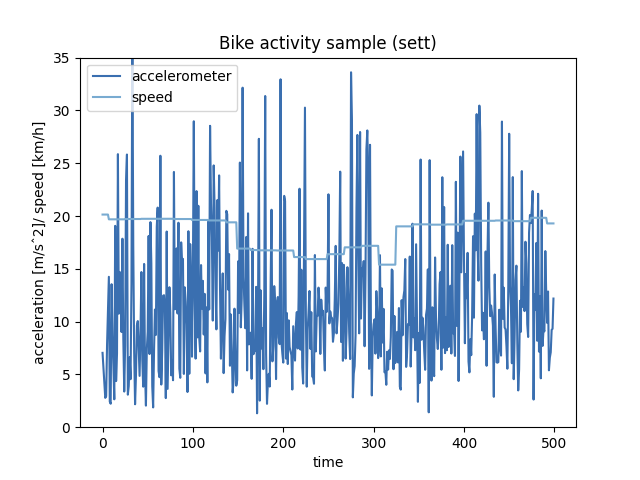 Bike activity sample (sett)
accelerometer
speed
acceleration [m/s^2]/ speed [km/h]
35
30
25
20
15
10
5
0
0 100 200 300 400 500
time